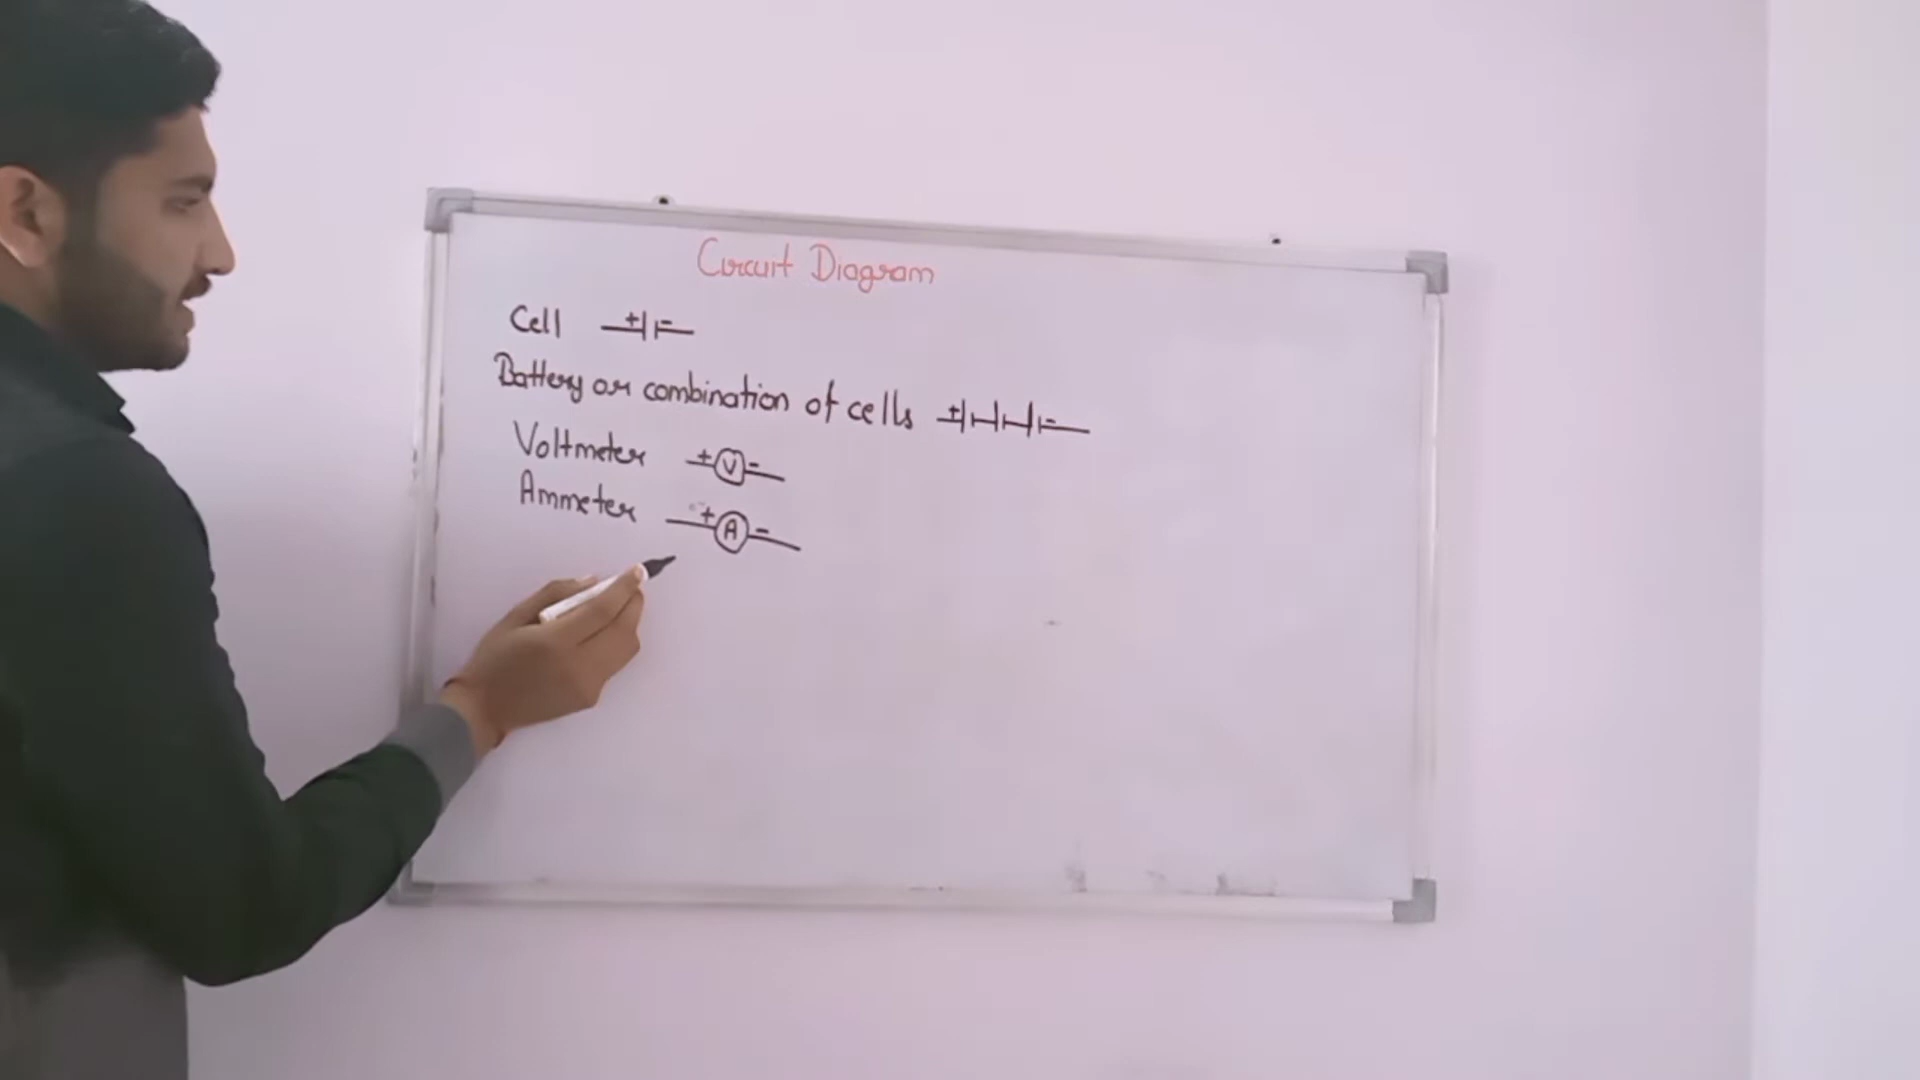 Circuit Diagram
Cell + -
Battery or combination of cells + -
Voltmeter + V -
Ammeter + A -